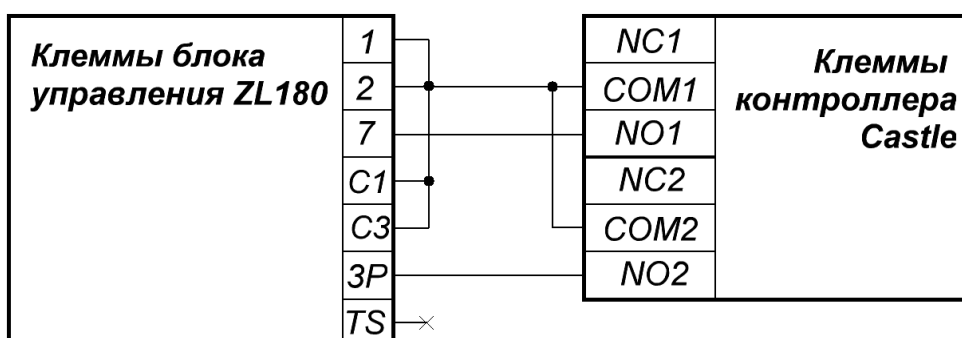 Клеммы блока
управления ZL180
1
2
7
C1
C3
3P
TS
NC1
COM1
NO1
NC2
COM2
NO2
Клеммы
контроллера
Castle